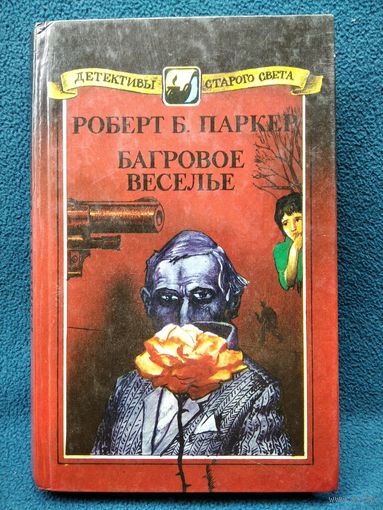 ДЕТЕКТИВЫ СТАРОГО СВЕТА
РОБЕРТ Б. ПАРКЕР
БАГРОВОЕ
ВЕСЕЛЬЕ